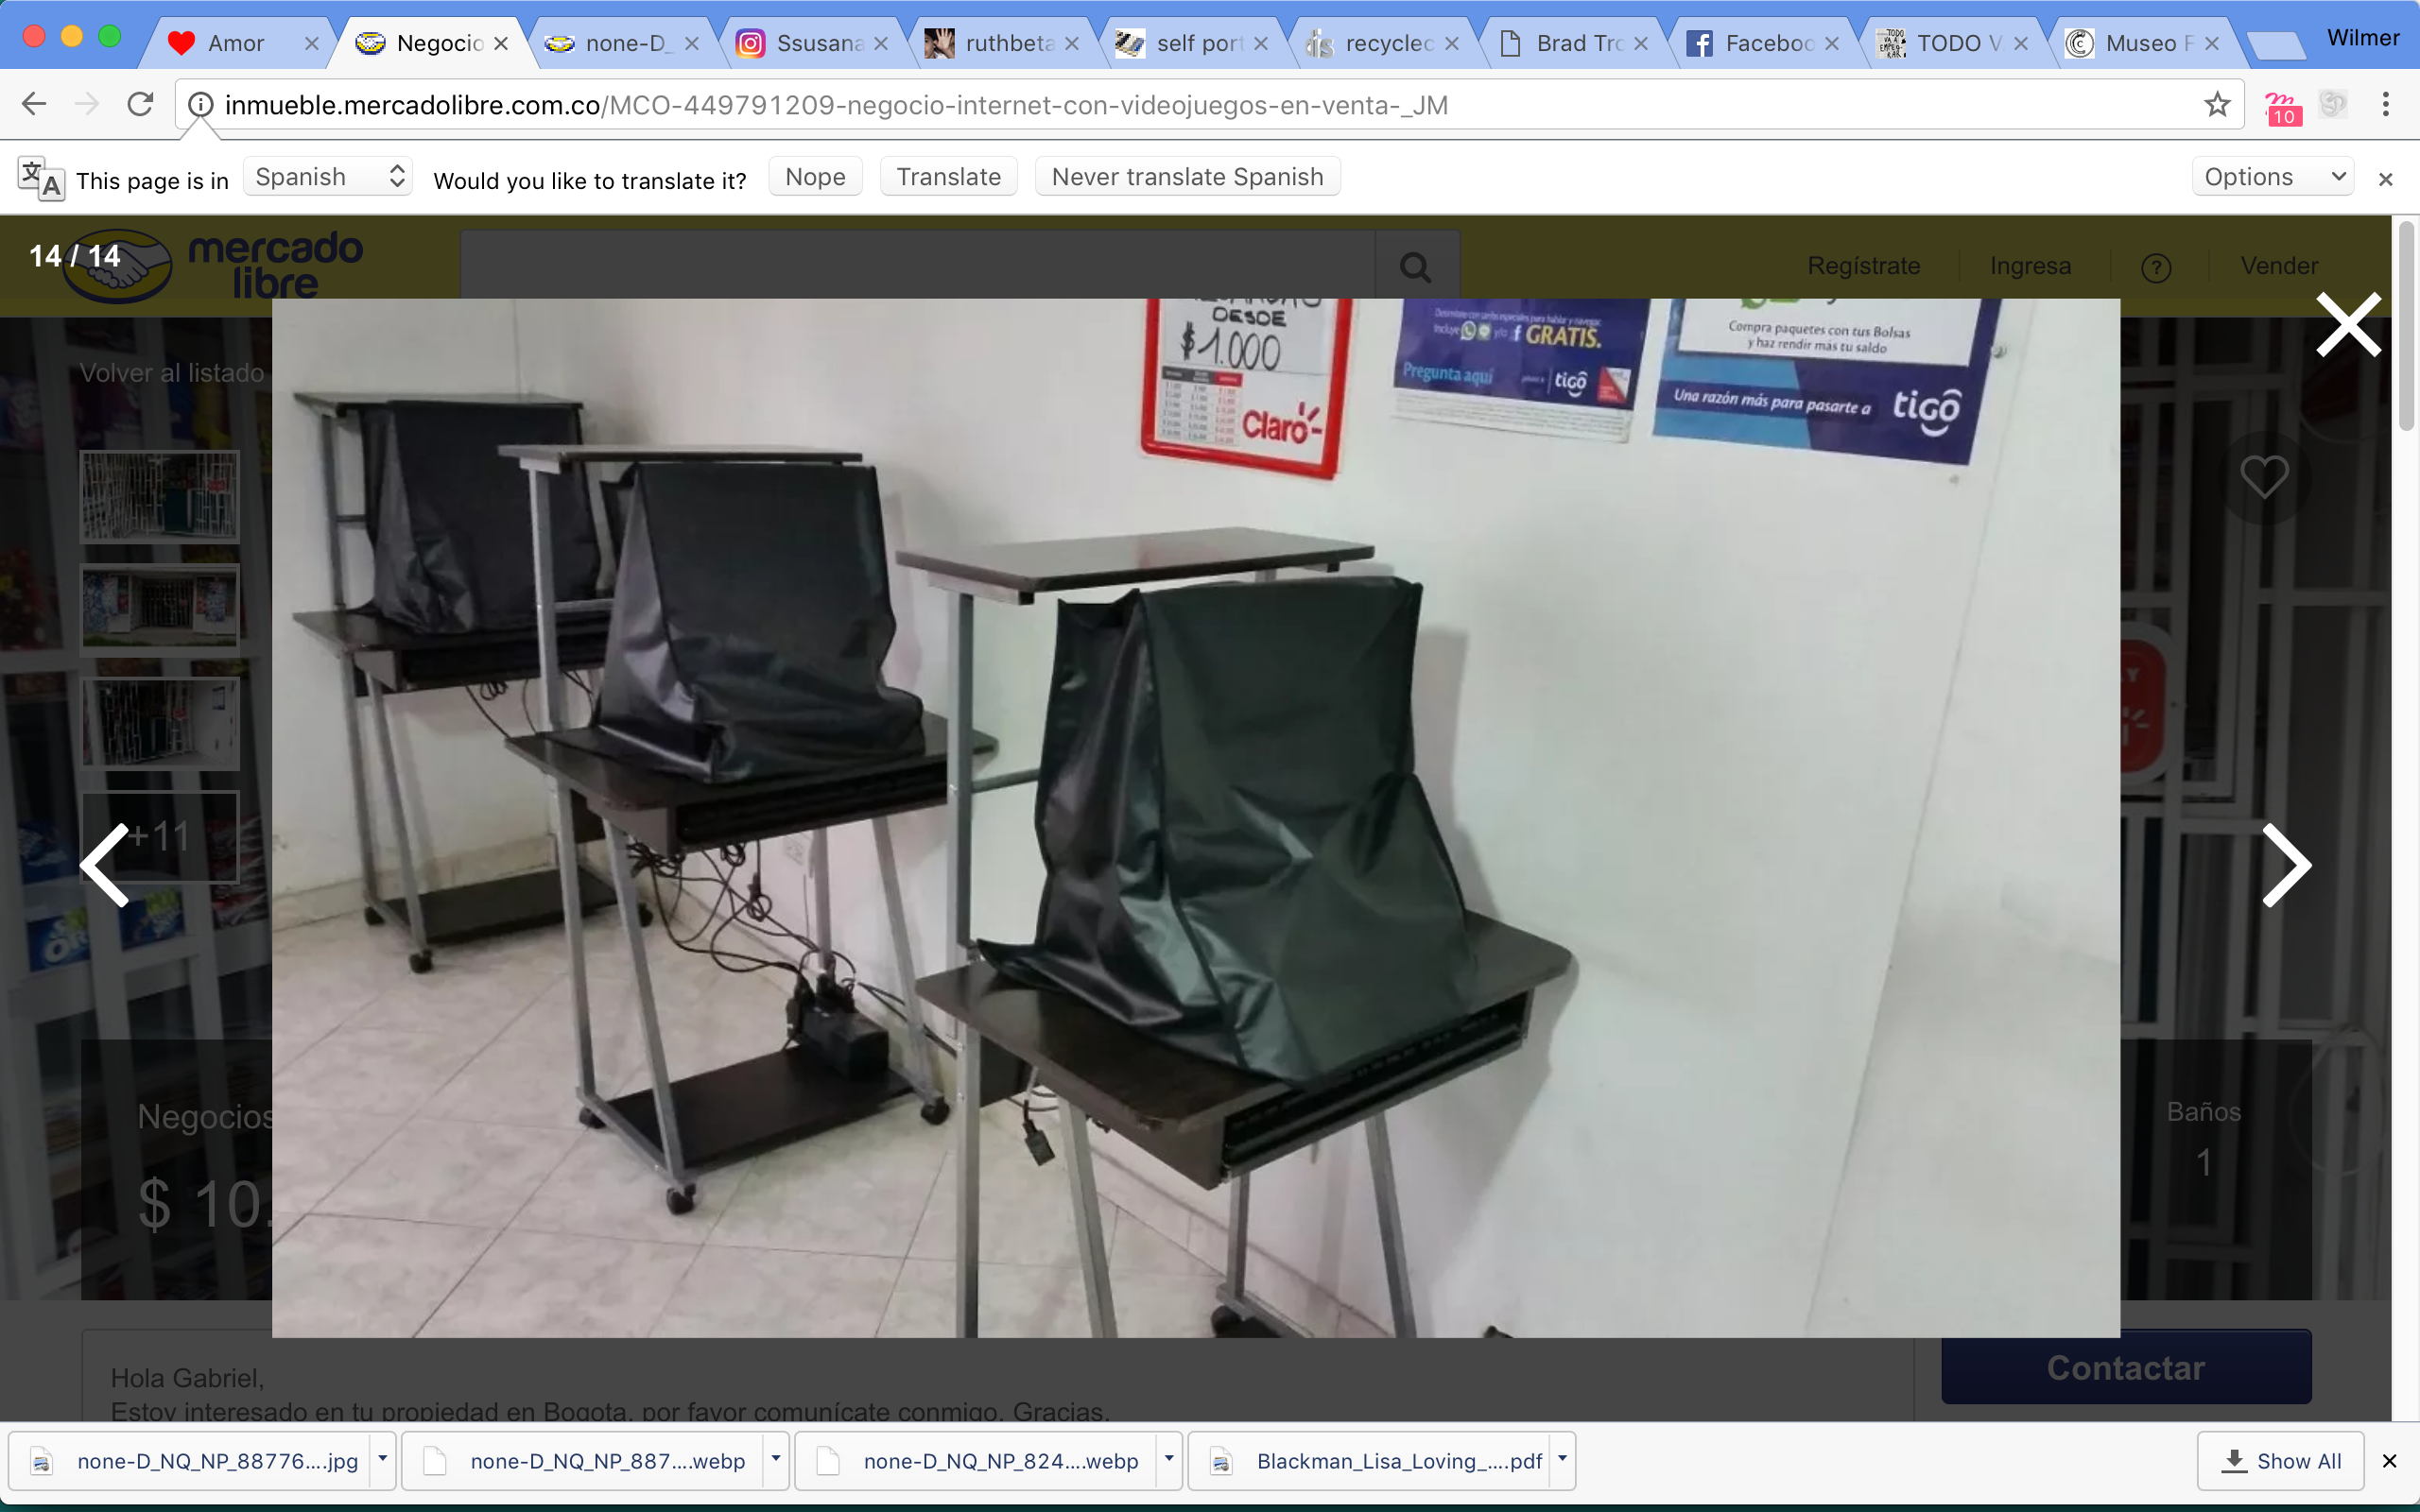 Amor
Negocio
none-D_
Ssusana
ruthbeta
self port
recyclec
Brad Tro
Faceboo
TODO V
Museo F
Wilmer
inmueble.mercadolibre.com.co/MCO-449791209-negocio-internet-con-videojuegos-en-venta-_JM
10
This page is in
Spanish
Would you like to translate it?
Nope
Translate
Never translate Spanish
Options
14 / 14
mercado
libre
Regístrate
Ingresa
?
Vender
Volver al listado
DESDE
$1.000
Claro
GRATIS.
Pregunta aquí
tigo
Compra paquetes con tus Bolsas
y haz rendir más tu saldo
Una razón más para pasarte a tigo
+11
Negocios
$ 10.
Baños
1
Hola Gabriel,
Estoy interesado en tu propiedad en Bogota, por favor comunícate conmigo. Gracias.
Contactar
none-D_NQ_NP_88776....jpg
none-D_NQ_NP_887....webp
none-D_NQ_NP_824....webp
Blackman_Lisa_Loving_....pdf
Show All